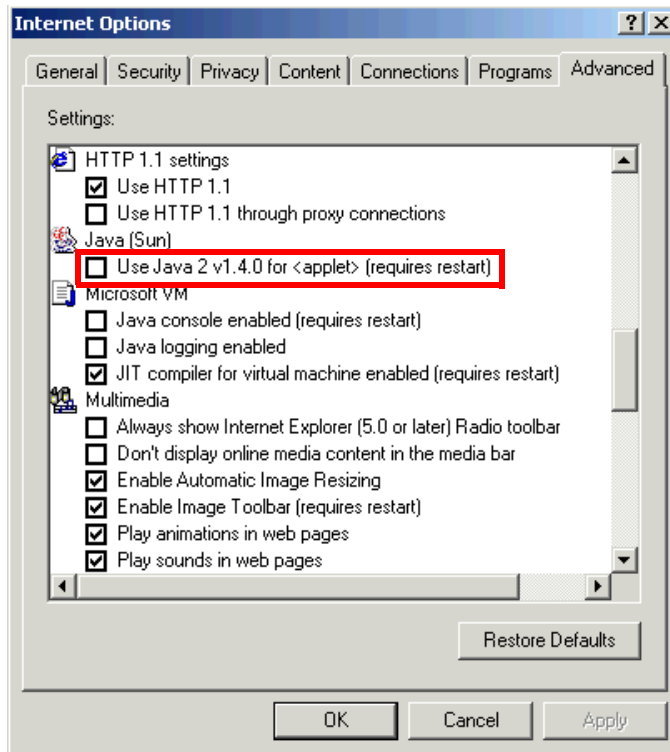 Internet Options
General Security Privacy Content Connections Programs Advanced
Settings:
HTTP 1.1 settings
Use HTTP 1.1
Use HTTP 1.1 through proxy connections
Java (Sun)
Use Java 2 v1.4.0 for <applet> (requires restart)
Microsoft VM
Java console enabled (requires restart)
Java logging enabled
JIT compiler for virtual machine enabled (requires restart)
Multimedia
Always show Internet Explorer (5.0 or later) Radio toolbar
Don't display online media content in the media bar
Enable Automatic Image Resizing
Enable Image Toolbar (requires restart)
Play animations in web pages
Play sounds in web pages
Restore Defaults
OK Cancel Apply